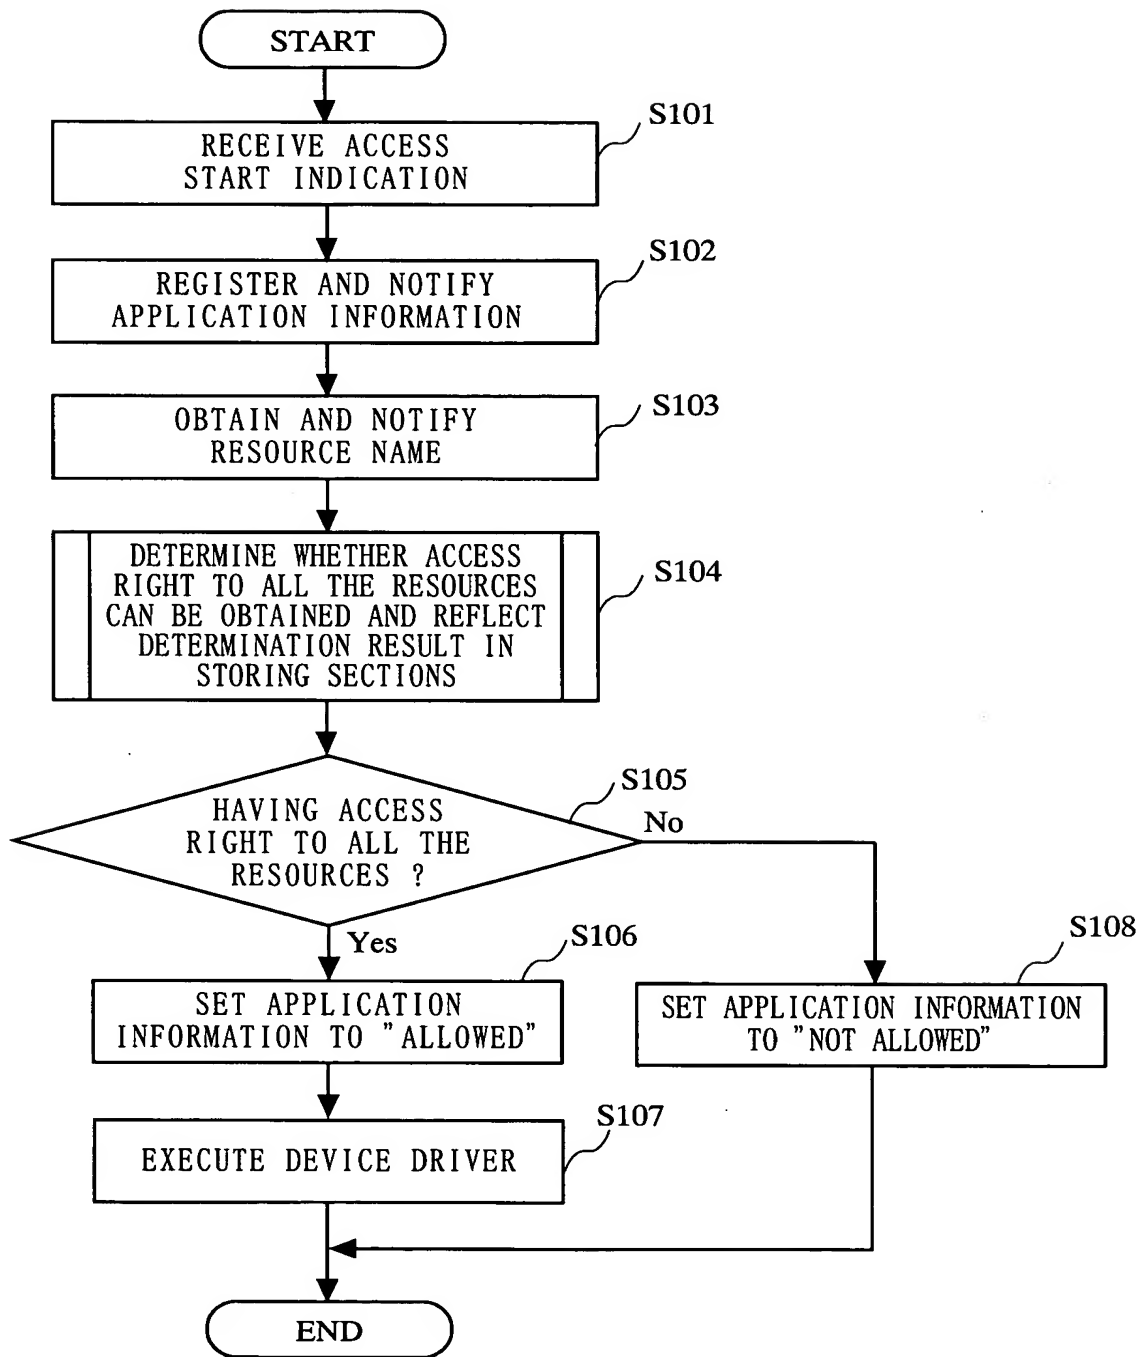 START
S101
RECEIVE ACCESS
START INDICATION
S102
REGISTER AND NOTIFY
APPLICATION INFORMATION
S103
OBTAIN AND NOTIFY
RESOURCE NAME
S104
DETERMINE WHETHER ACCESS
RIGHT TO ALL THE RESOURCES
CAN BE OBTAINED AND REFLECT
DETERMINATION RESULT IN
STORING SECTIONS
S105
HAVING ACCESS
RIGHT TO ALL THE
RESOURCES ?
No
Yes
S106
SET APPLICATION
INFORMATION TO "ALLOWED"
S108
SET APPLICATION INFORMATION
TO "NOT ALLOWED"
S107
EXECUTE DEVICE DRIVER
END